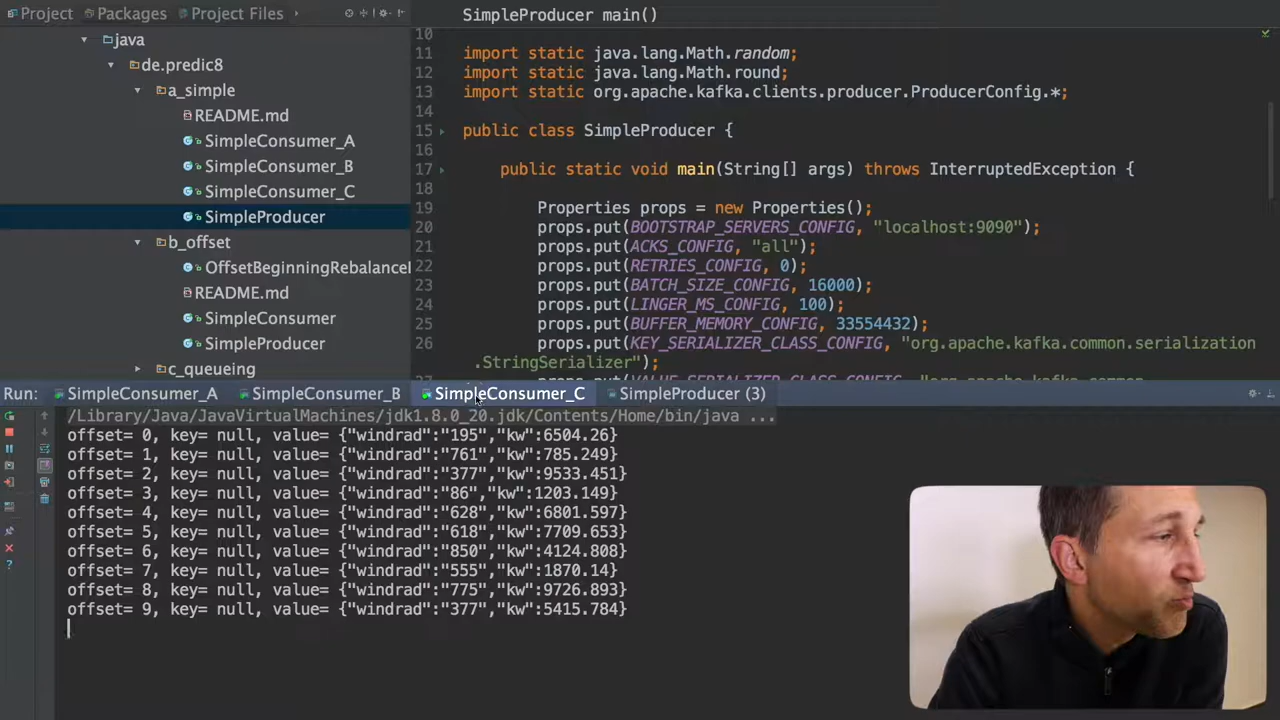 Project Packages Project Files
SimpleProducer main()
java
de.predic8
a_simple
README.md
SimpleConsumer_A
SimpleConsumer_B
SimpleConsumer_C
SimpleProducer
b_offset
OffsetBeginningRebalancel
README.md
SimpleConsumer
SimpleProducer
c_queueing
10
11 import static java.lang.Math.random;
12 import static java.lang.Math.round;
13 import static org.apache.kafka.clients.producer.ProducerConfig.*;
14
15 public class SimpleProducer {
16
17 public static void main(String[] args) throws InterruptedException {
18
19 Properties props = new Properties();
20 props.put(BOOTSTRAP_SERVERS_CONFIG, "localhost:9090");
21 props.put(ACKS_CONFIG, "all");
22 props.put(RETRIES_CONFIG, 0);
23 props.put(BATCH_SIZE_CONFIG, 16000);
24 props.put(LINGER_MS_CONFIG, 100);
25 props.put(BUFFER_MEMORY_CONFIG, 33554432);
26 props.put(KEY_SERIALIZER_CLASS_CONFIG, "org.apache.kafka.common.serialization
.StringSerializer");
Run: SimpleConsumer_A SimpleConsumer_B SimpleConsumer_C SimpleProducer (3)
/Library/Java/JavaVirtualMachines/jdk1.8.0_20.jdk/Contents/Home/bin/java ...
offset= 0, key= null, value= {"windrad":"195","kw":6504.26}
offset= 1, key= null, value= {"windrad":"761","kw":785.249}
offset= 2, key= null, value= {"windrad":"377","kw":9533.451}
offset= 3, key= null, value= {"windrad":"86","kw":1203.149}
offset= 4, key= null, value= {"windrad":"628","kw":6801.597}
offset= 5, key= null, value= {"windrad":"618","kw":7709.653}
offset= 6, key= null, value= {"windrad":"850","kw":4124.808}
offset= 7, key= null, value= {"windrad":"555","kw":1870.14}
offset= 8, key= null, value= {"windrad":"775","kw":9726.893}
offset= 9, key= null, value= {"windrad":"377","kw":5415.784}